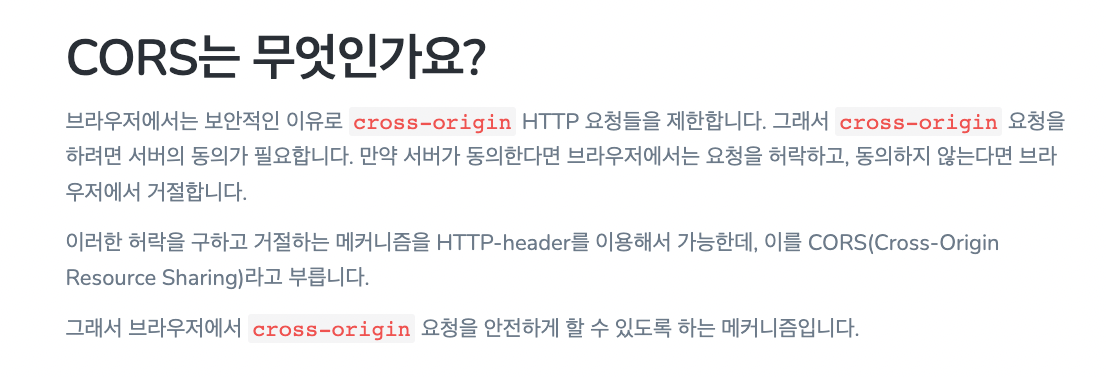 CORS는 무엇인가요?
브라우저에서는 보안적인 이유로 cross-origin HTTP 요청들을 제한합니다. 그래서 cross-origin 요청을
하려면 서버의 동의가 필요합니다. 만약 서버가 동의한다면 브라우저에서는 요청을 허락하고, 동의하지 않는다면 브라
우저에서 거절합니다.
이러한 허락을 구하고 거절하는 메커니즘을 HTTP-header를 이용해서 가능한데, 이를 CORS(Cross-Origin
Resource Sharing)라고 부릅니다.
그래서 브라우저에서 cross-origin 요청을 안전하게 할 수 있도록 하는 메커니즘입니다.